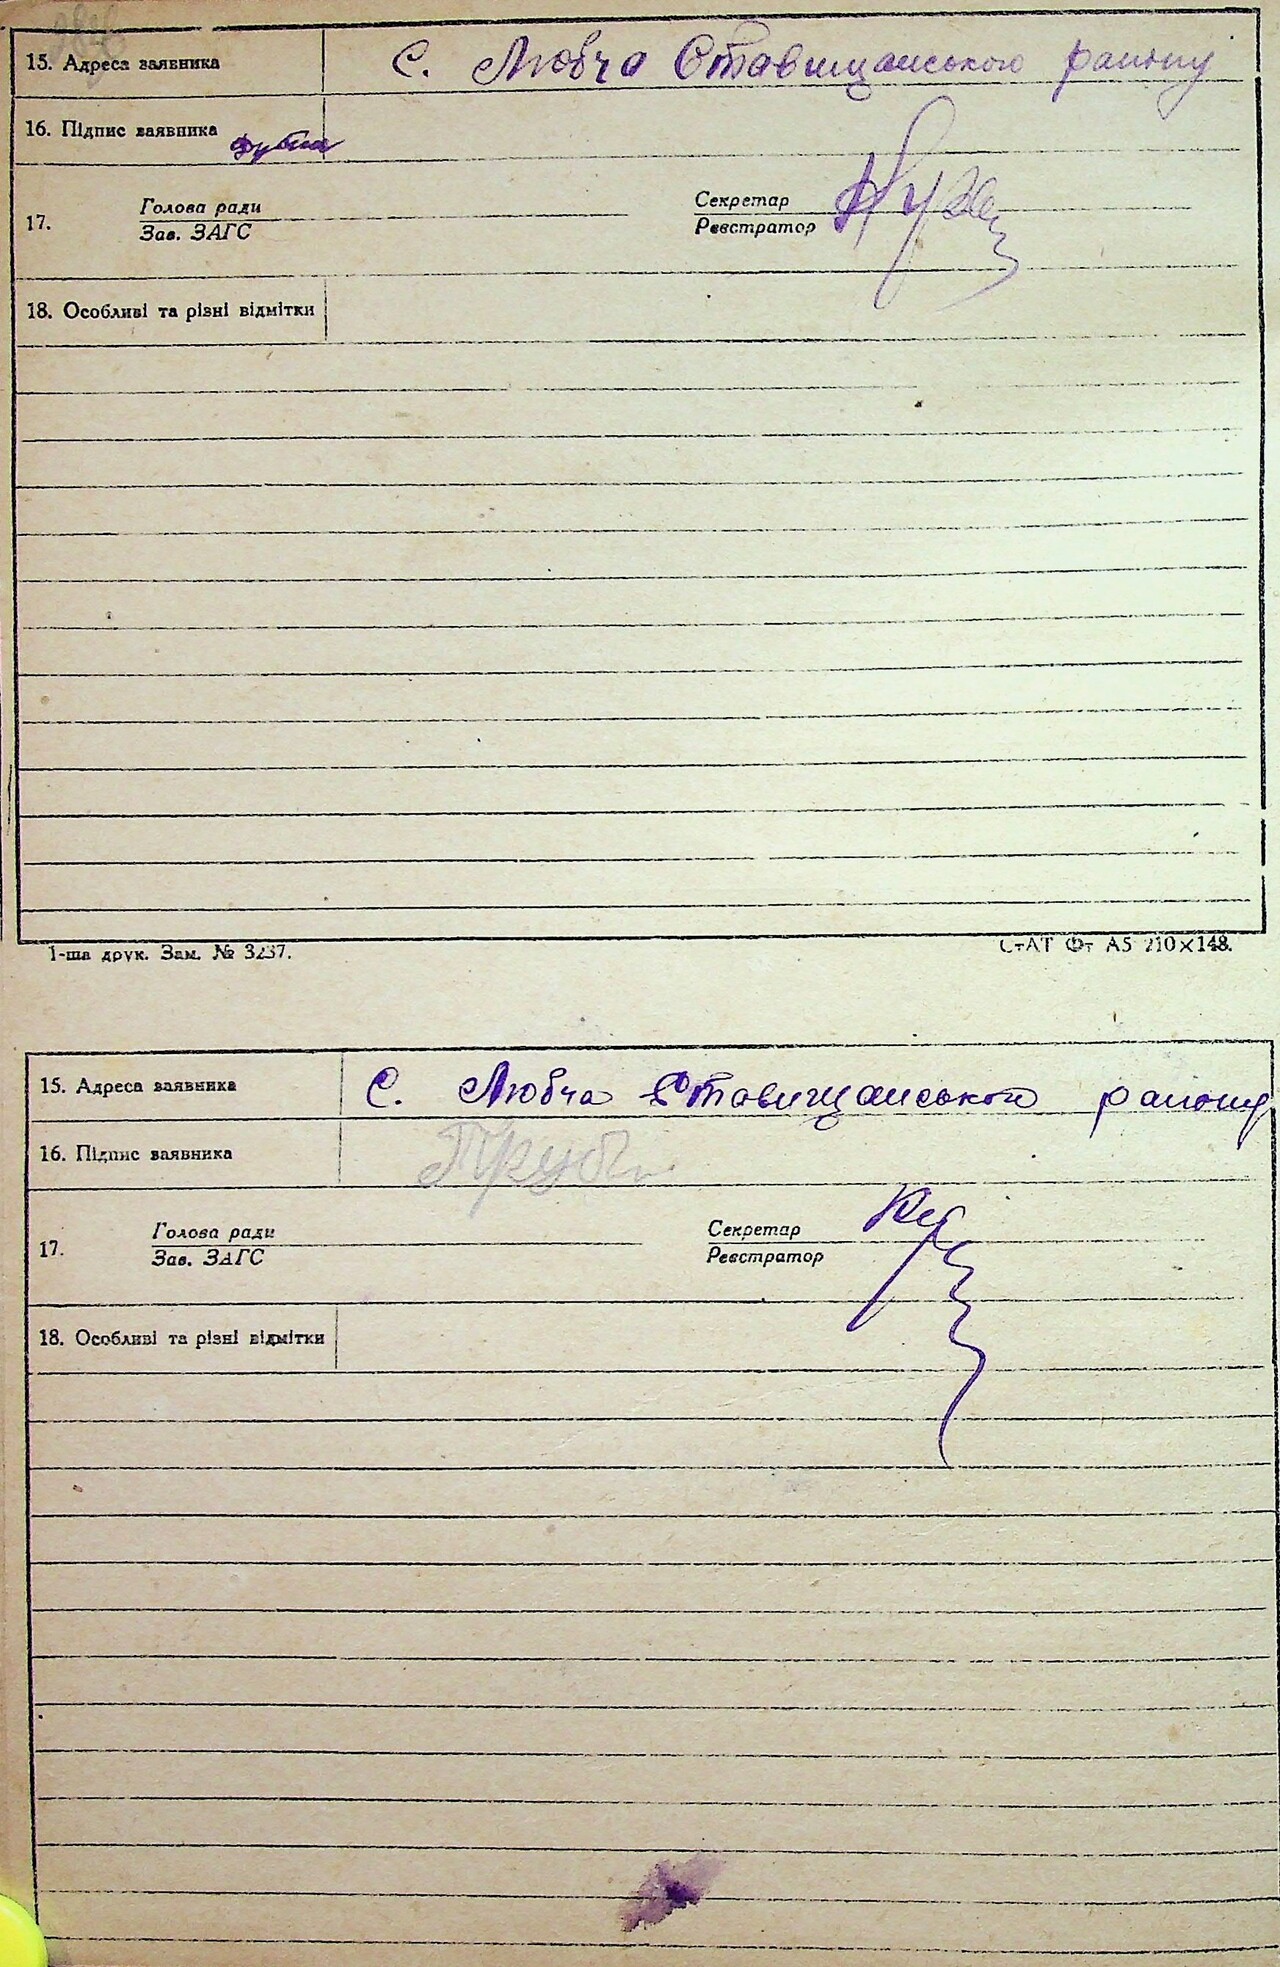 15. Адреса заявника С. Любча Ставищанського району
16. Підпис заявника
17. Голова ради Секретар
Зав. ЗАГС Реєстратор
18. Особливі та різні відмітки
1-ша друк. Зам. № 3237. СтАТ Фт А5 210×148.
15. Адреса заявника С. Любча Ставищанського району
16. Підпис заявника
17. Голова ради Секретар
Зав. ЗАГС Реєстратор
18. Особливі та різні відмітки